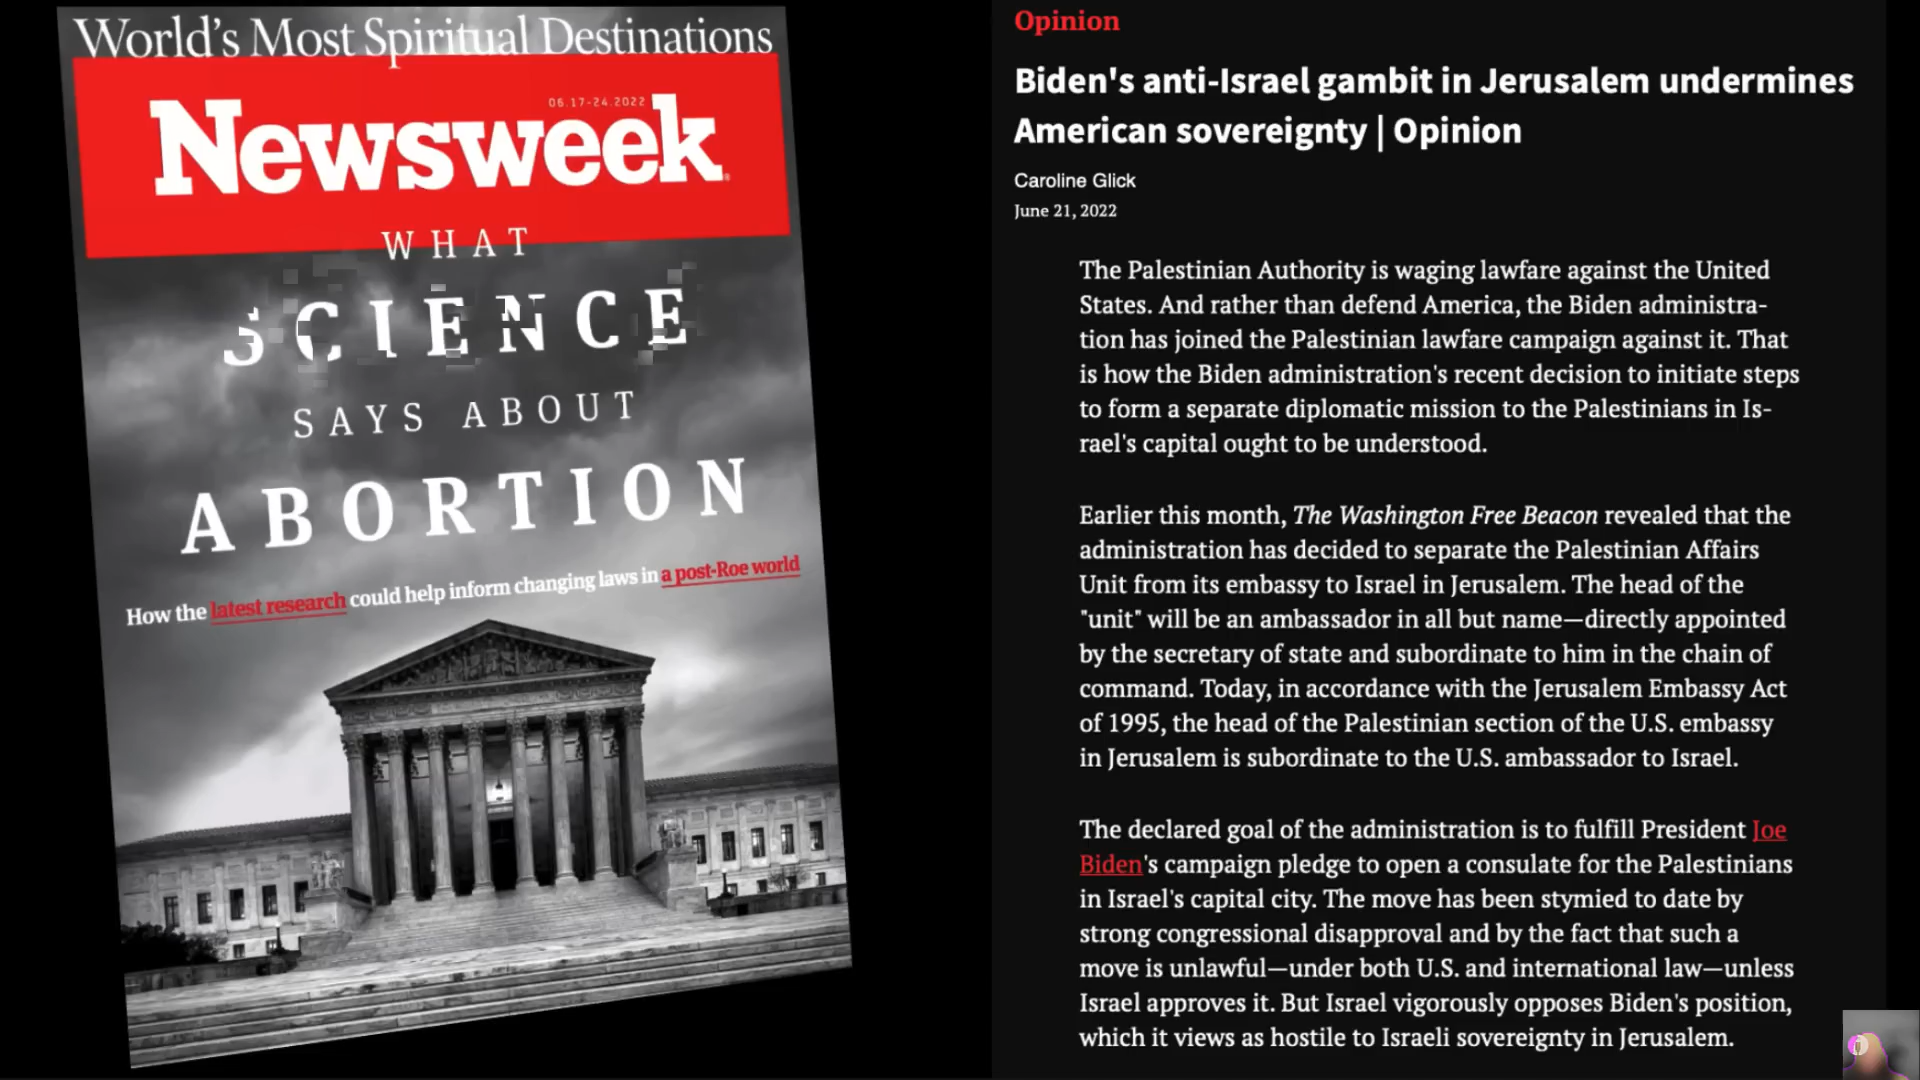 World's Most Spiritual Destinations
06.17-24.2022
Newsweek
WHAT
SCIENCE
SAYS ABOUT
ABORTION
How the latest research could help inform changing laws in a post-Roe world
Opinion
Biden's anti-Israel gambit in Jerusalem undermines
American sovereignty | Opinion
Caroline Glick
June 21, 2022
The Palestinian Authority is waging lawfare against the United
States. And rather than defend America, the Biden administra-
tion has joined the Palestinian lawfare campaign against it. That
is how the Biden administration's recent decision to initiate steps
to form a separate diplomatic mission to the Palestinians in Is-
rael's capital ought to be understood.
Earlier this month, The Washington Free Beacon revealed that the
administration has decided to separate the Palestinian Affairs
Unit from its embassy to Israel in Jerusalem. The head of the
"unit" will be an ambassador in all but name—directly appointed
by the secretary of state and subordinate to him in the chain of
command. Today, in accordance with the Jerusalem Embassy Act
of 1995, the head of the Palestinian section of the U.S. embassy
in Jerusalem is subordinate to the U.S. ambassador to Israel.
The declared goal of the administration is to fulfill President Joe
Biden's campaign pledge to open a consulate for the Palestinians
in Israel's capital city. The move has been stymied to date by
strong congressional disapproval and by the fact that such a
move is unlawful—under both U.S. and international law—unless
Israel approves it. But Israel vigorously opposes Biden's position,
which it views as hostile to Israeli sovereignty in Jerusalem.